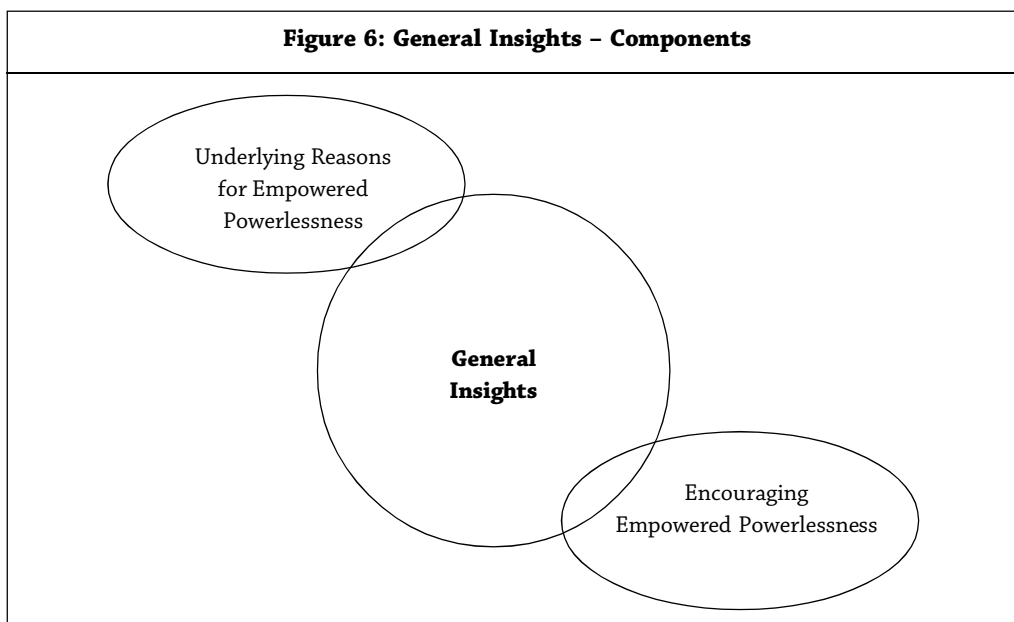 Figure 6: General Insights – Components
Underlying Reasons
for Empowered
Powerlessness
General
Insights
Encouraging
Empowered Powerlessness